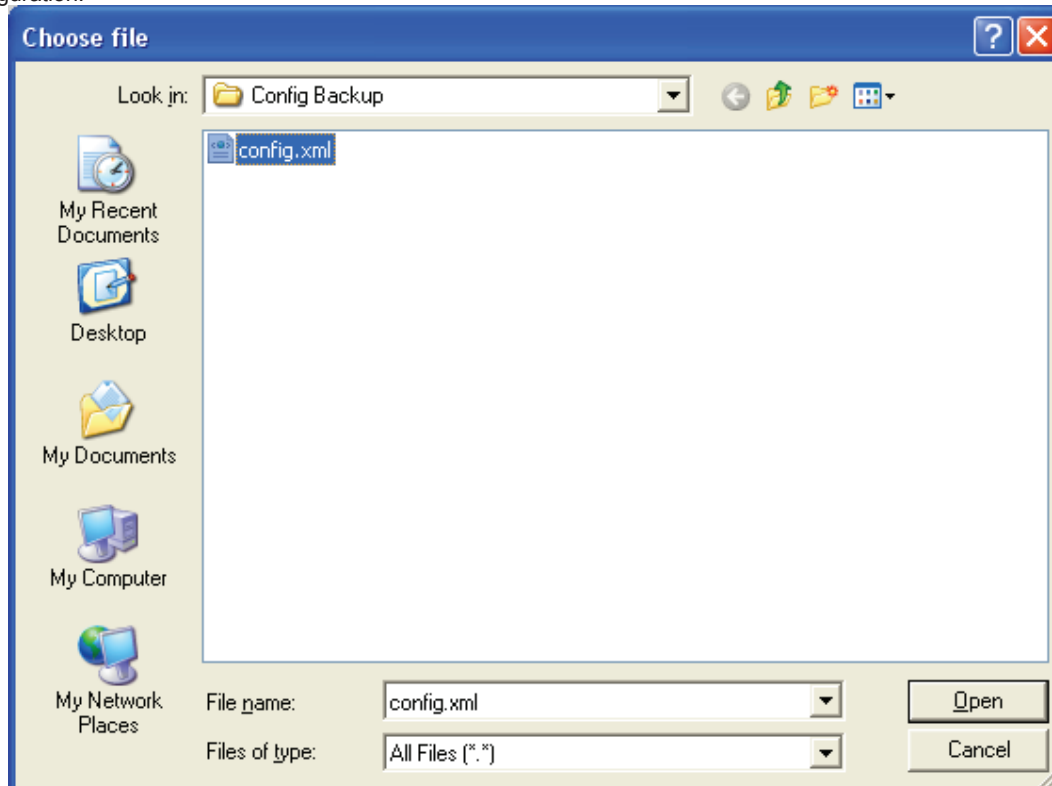 guration.
Choose file
Look in:
Config Backup
config.xml
My Recent
Documents
Desktop
My Documents
My Computer
My Network
Places
File name:
config.xml
Open
Files of type:
All Files (*.*)
Cancel